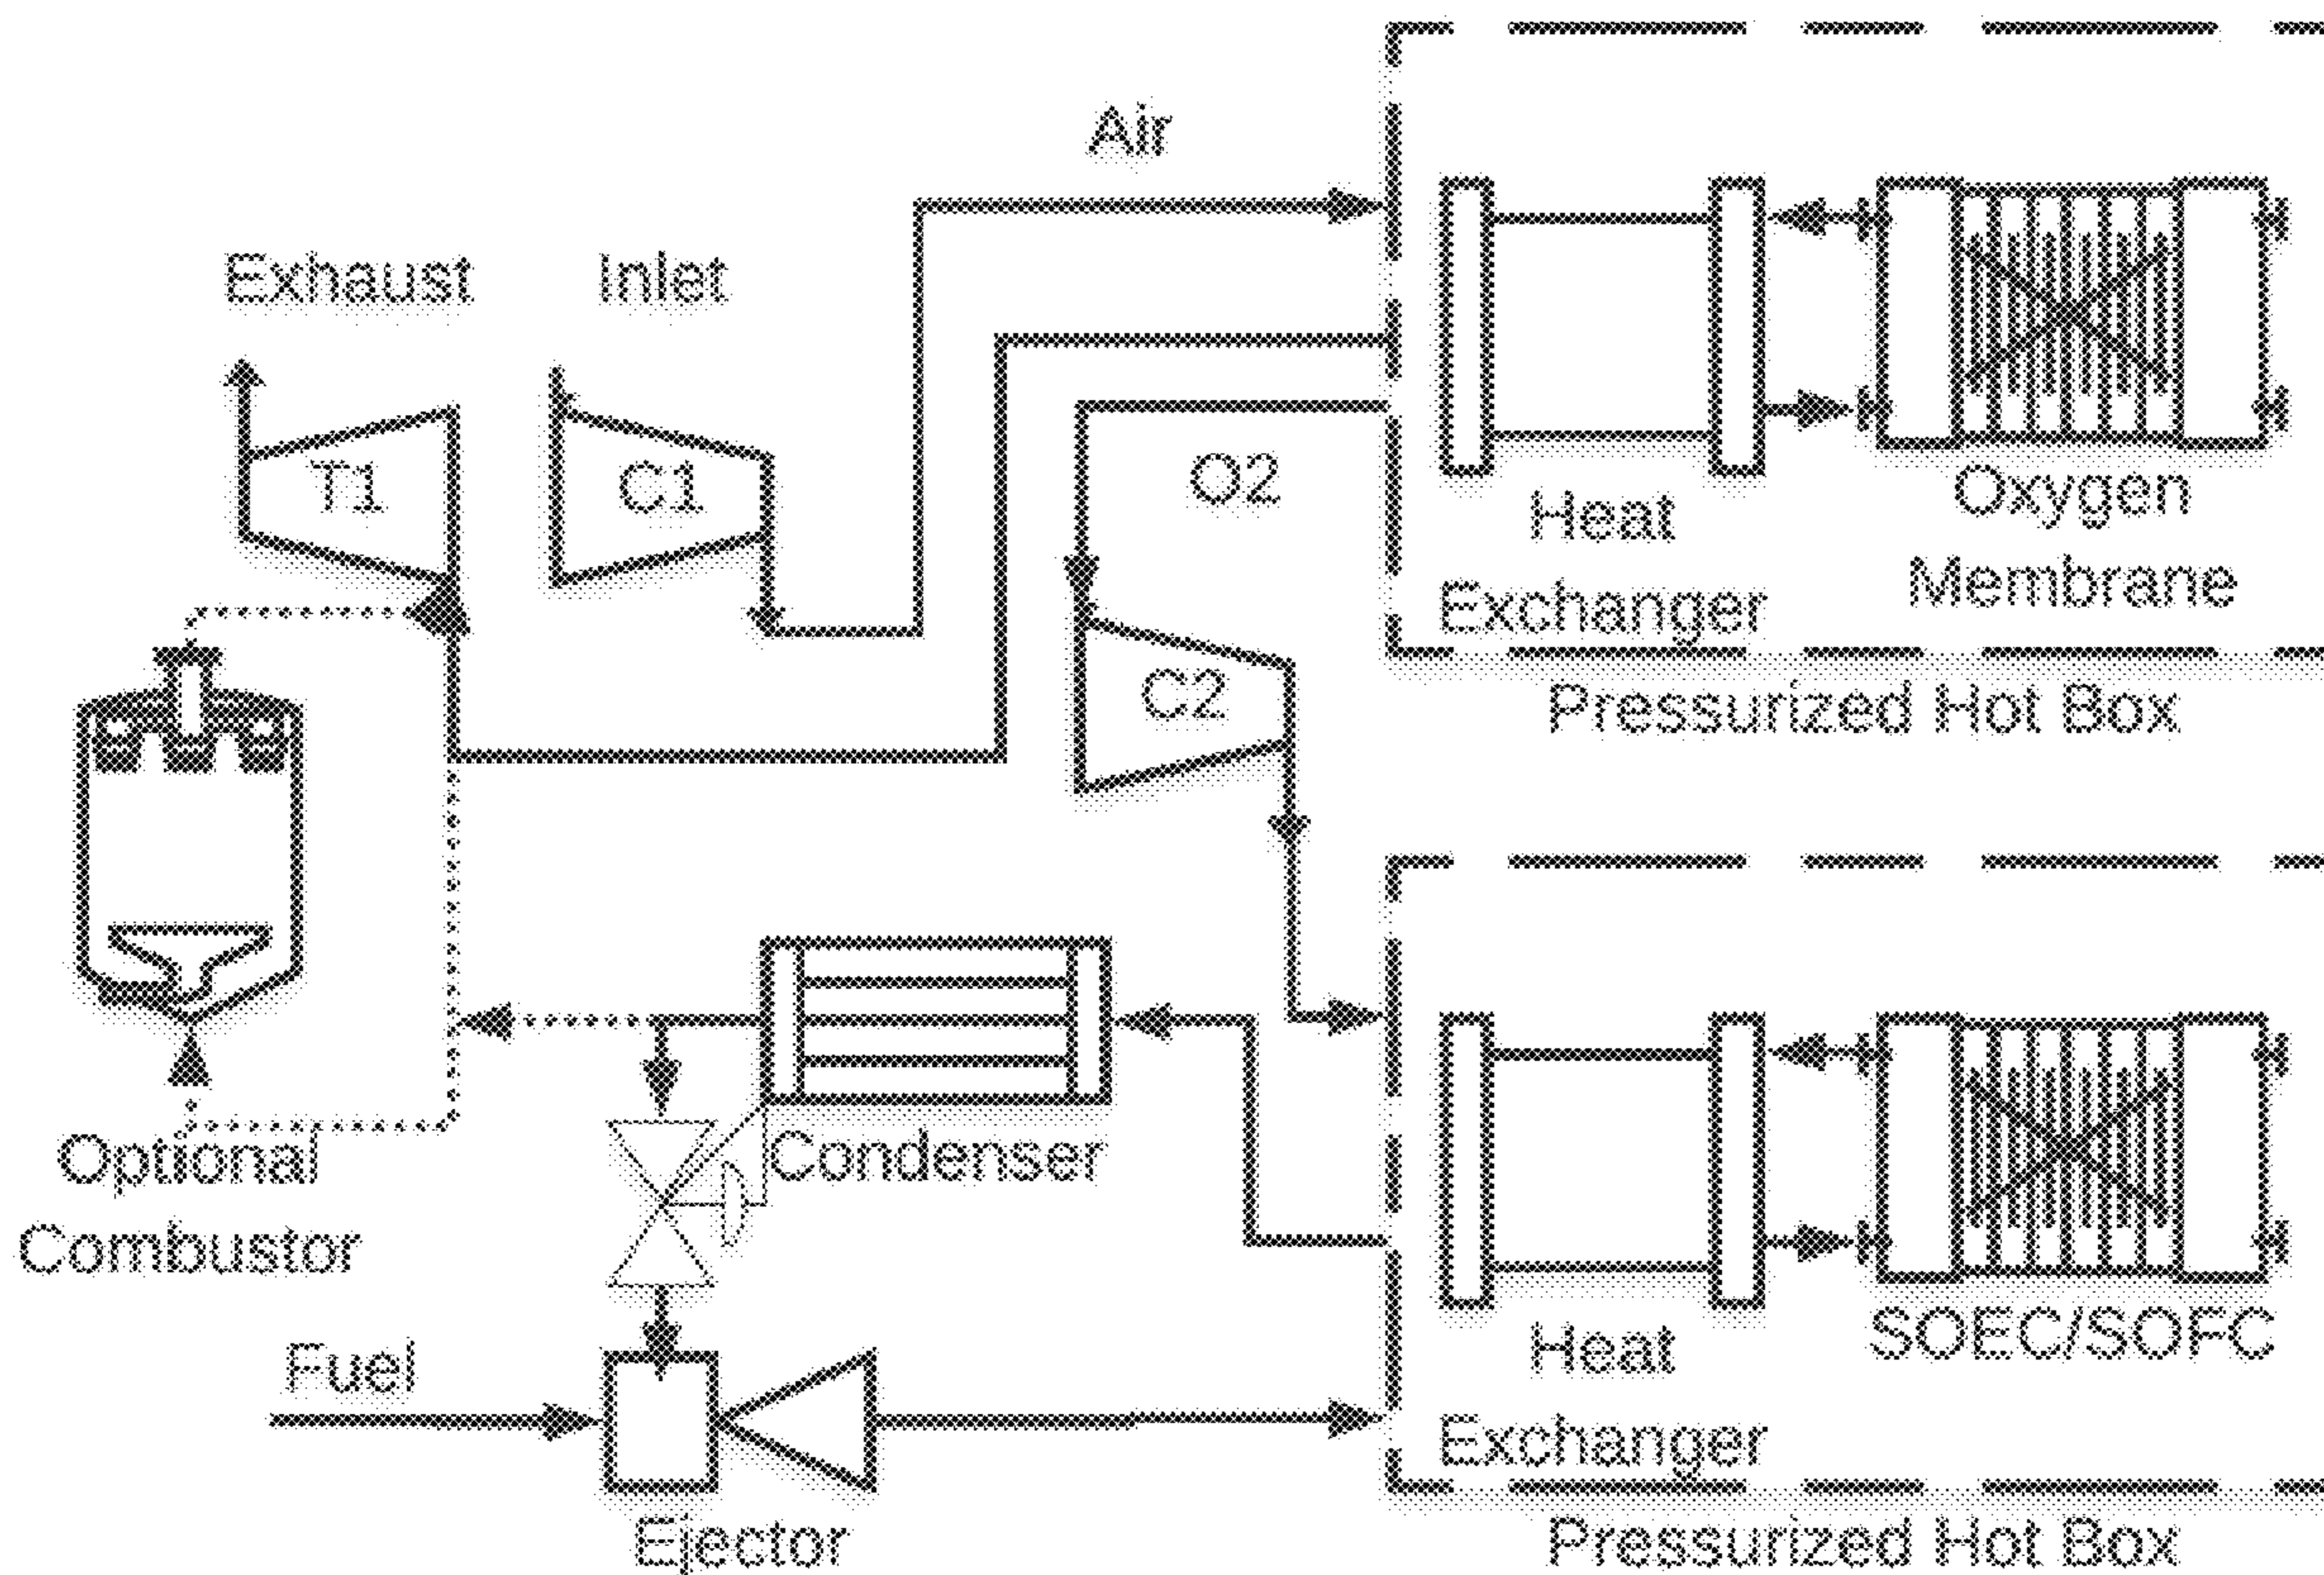 Air
Exhaust
Inlet
T1
C1
O2
Heat
Exchanger
Oxygen
Membrane
Pressurized Hot Box
C2
Optional
Combustor
Condenser
Fuel
Ejector
Heat
Exchanger
SOEC/SOFC
Pressurized Hot Box